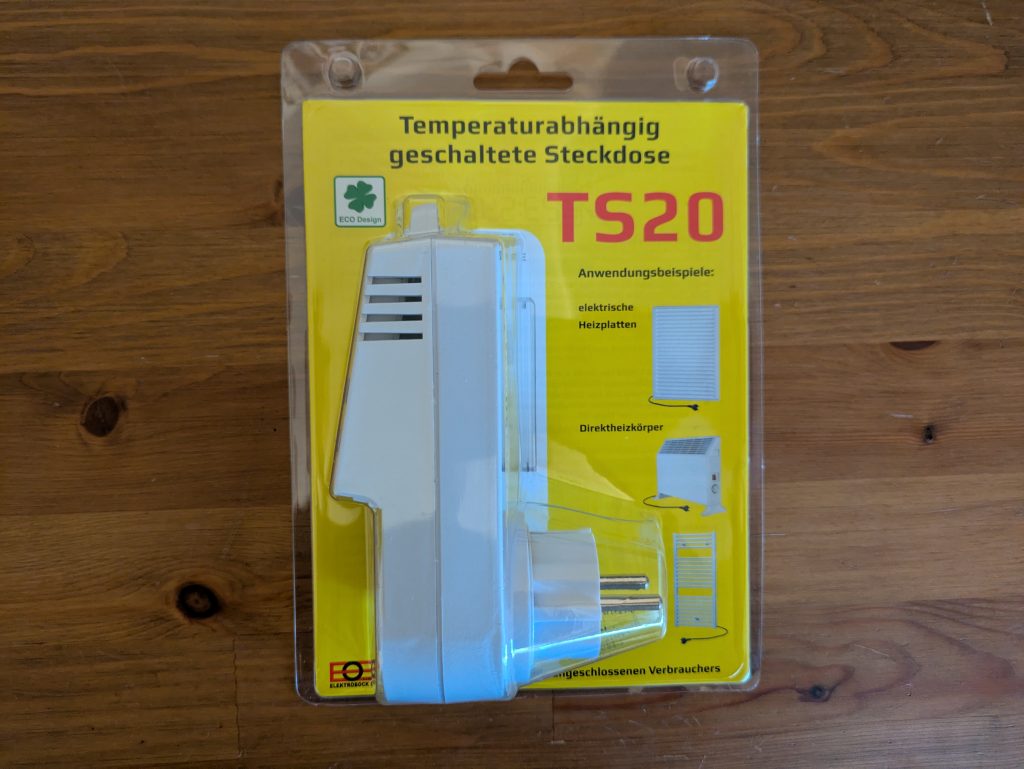 Temperaturabhängig
geschaltete Steckdose
ECO Design
TS20
Anwendungsbeispiele:
elektrische
Heizplatten
Direktheizkörper
ELEKTROBOCK
angeschlossenen Verbrauchers